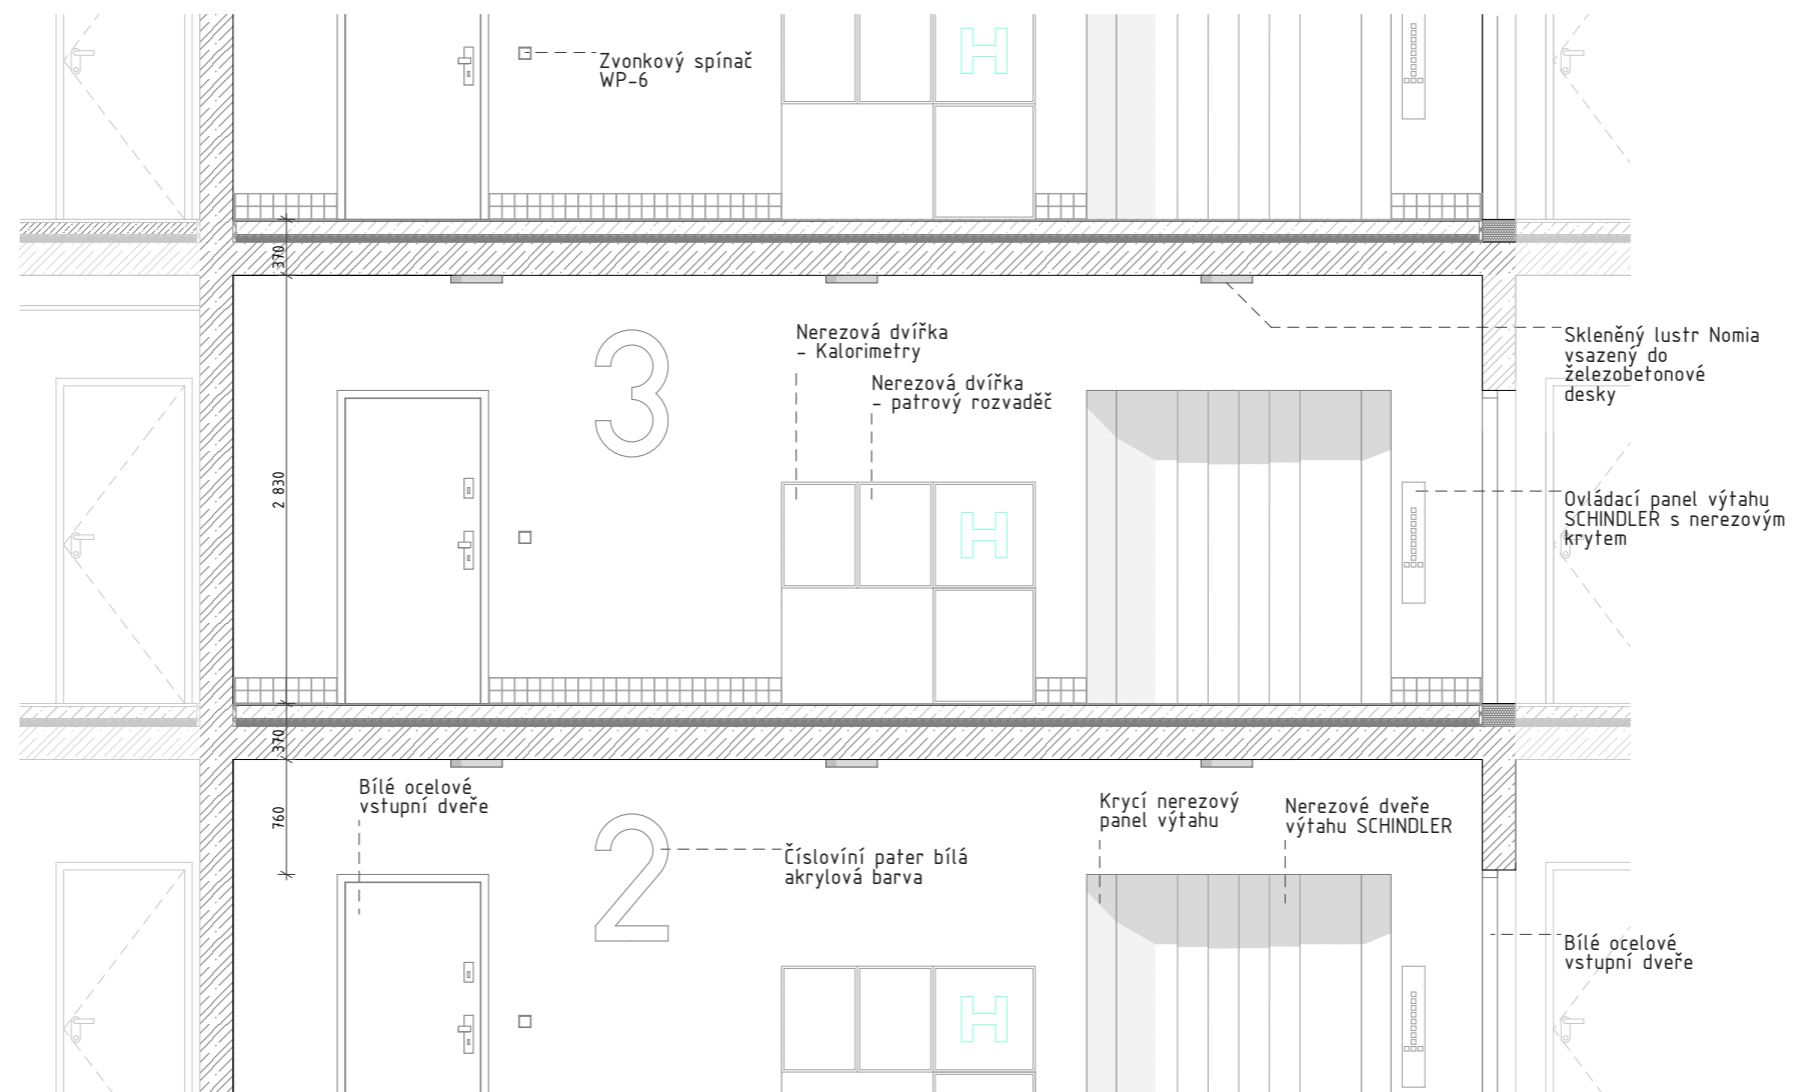 H
Zvonkový spínač
WP-6
370
3
Nerezová dvířka
- Kalorimetry
Nerezová dvířka
- patrový rozvaděč
Skleněný lustr Nomia
vsazený do
železobetonové
desky
2 830
H
Ovládací panel výtahu
SCHINDLER s nerezovým
krytem
370
760
Bílé ocelové
vstupní dveře
2
Číslovíní pater bílá
akrylová barva
Krycí nerezový
panel výtahu
Nerezové dveře
výtahu SCHINDLER
Bílé ocelové
vstupní dveře
H